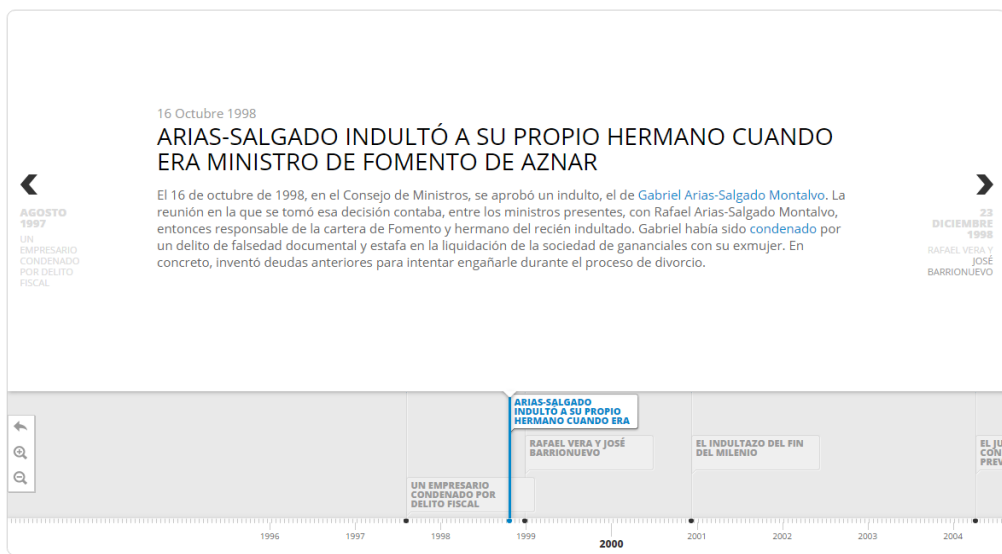 16 Octubre 1998
ARIAS-SALGADO INDULTÓ A SU PROPIO HERMANO CUANDO
ERA MINISTRO DE FOMENTO DE AZNAR
El 16 de octubre de 1998, en el Consejo de Ministros, se aprobó un indulto, el de Gabriel Arias-Salgado Montalvo. La
reunión en la que se tomó esa decisión contaba, entre los ministros presentes, con Rafael Arias-Salgado Montalvo,
entonces responsable de la cartera de Fomento y hermano del recién indultado. Gabriel había sido condenado por
un delito de falsedad documental y estafa en la liquidación de la sociedad de gananciales con su exmujer. En
concreto, inventó deudas anteriores para intentar engañarle durante el proceso de divorcio.
AGOSTO
1997
UN
EMPRESARIO
CONDENADO
POR DELITO
FISCAL
23
DICIEMBRE
1998
RAFAEL VERA Y
JOSÉ
BARRIONUEVO
ARIAS-SALGADO
INDULTÓ A SU PROPIO
HERMANO CUANDO ERA
RAFAEL VERA Y JOSÉ
BARRIONUEVO
EL INDULTAZO DEL FIN
DEL MILENIO
EL JU
CON
PREV
UN EMPRESARIO
CONDENADO POR
DELITO FISCAL
1996
1997
1998
1999
2000
2001
2002
2003
2004